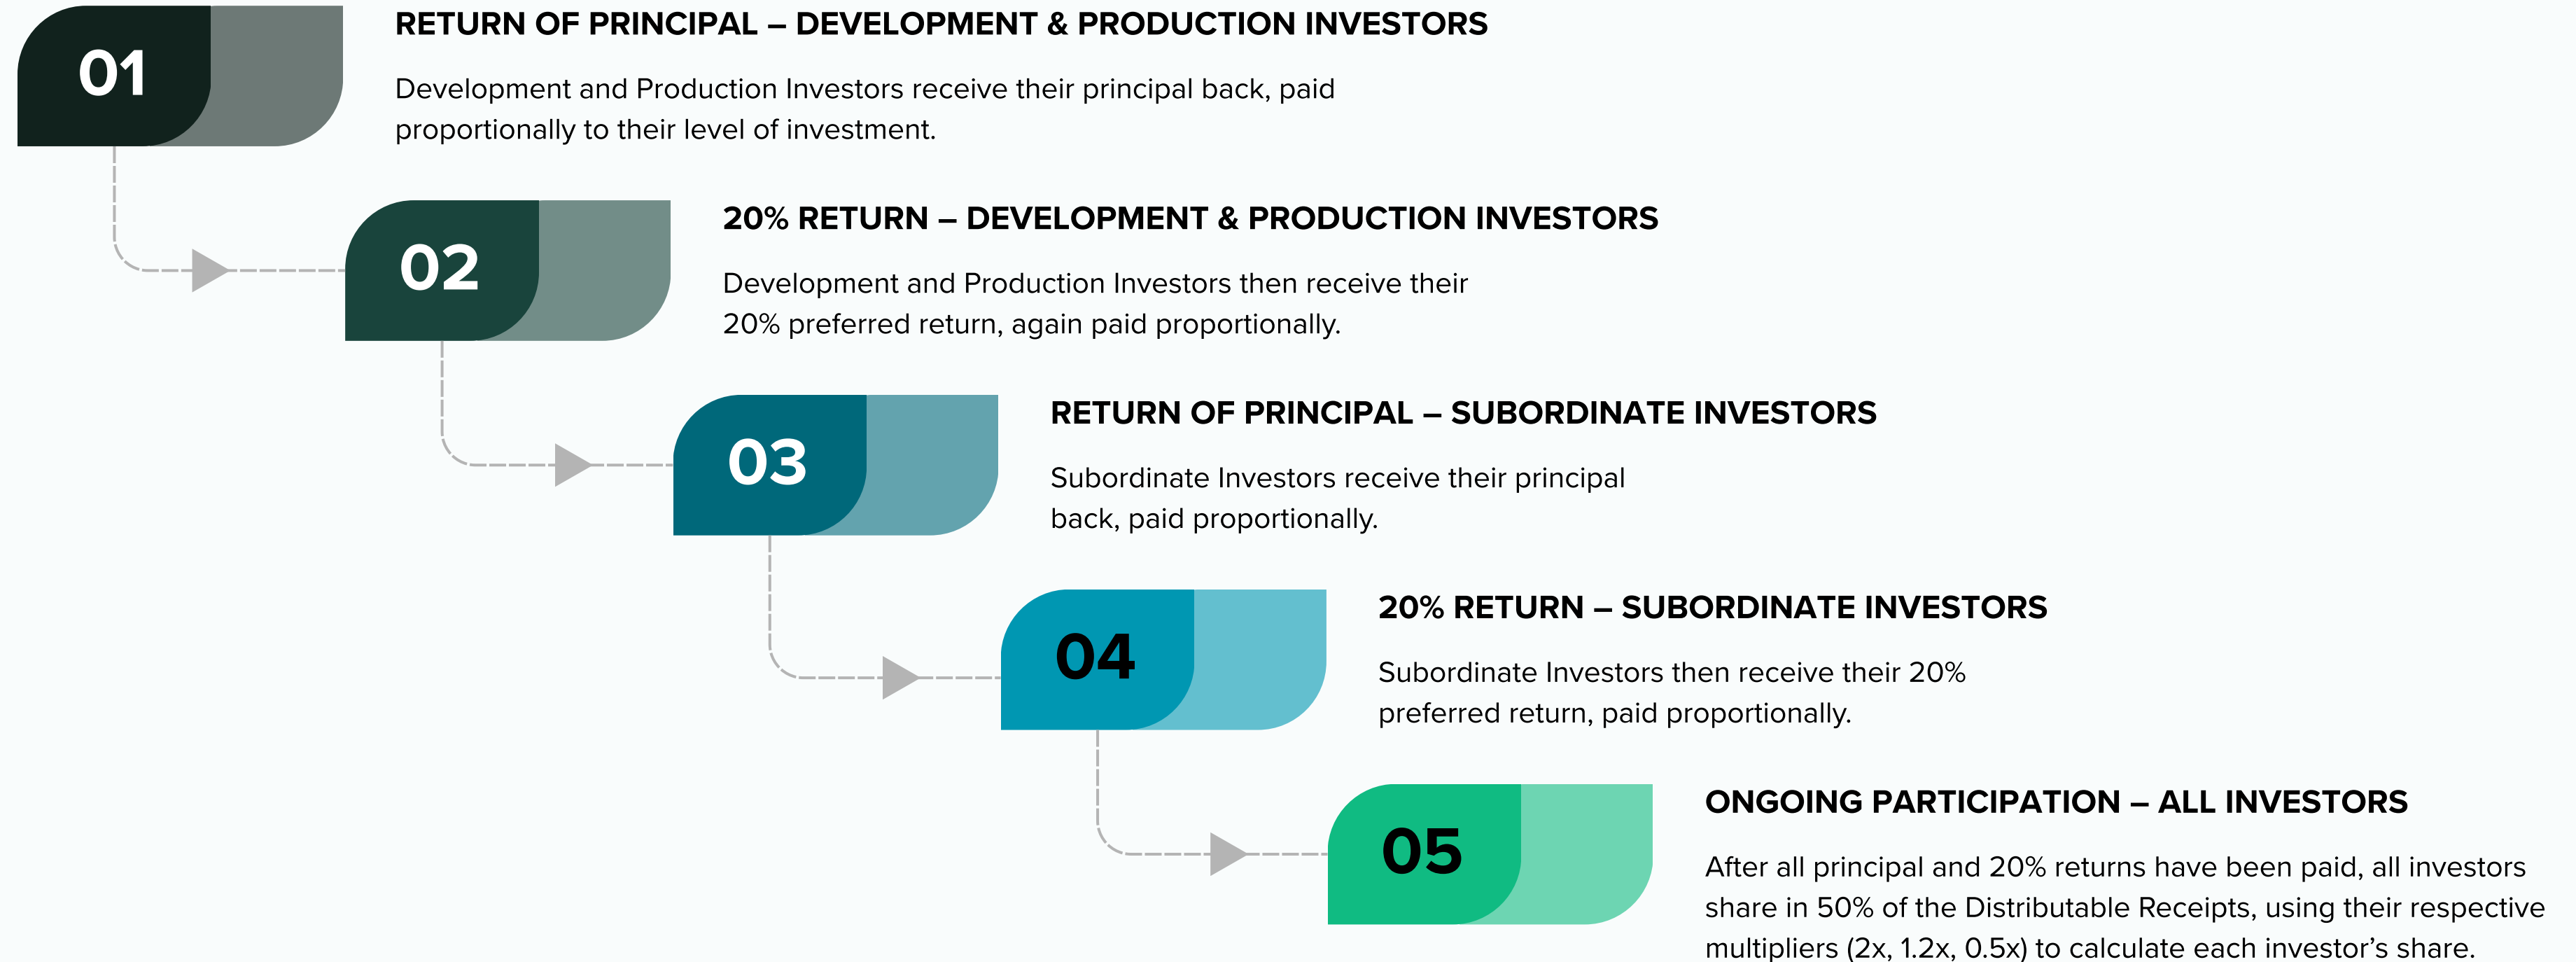 01
RETURN OF PRINCIPAL – DEVELOPMENT & PRODUCTION INVESTORS
Development and Production Investors receive their principal back, paid
proportionally to their level of investment.
02
20% RETURN – DEVELOPMENT & PRODUCTION INVESTORS
Development and Production Investors then receive their
20% preferred return, again paid proportionally.
03
RETURN OF PRINCIPAL – SUBORDINATE INVESTORS
Subordinate Investors receive their principal
back, paid proportionally.
04
20% RETURN – SUBORDINATE INVESTORS
Subordinate Investors then receive their 20%
preferred return, paid proportionally.
05
ONGOING PARTICIPATION – ALL INVESTORS
After all principal and 20% returns have been paid, all investors
share in 50% of the Distributable Receipts, using their respective
multipliers (2x, 1.2x, 0.5x) to calculate each investor’s share.